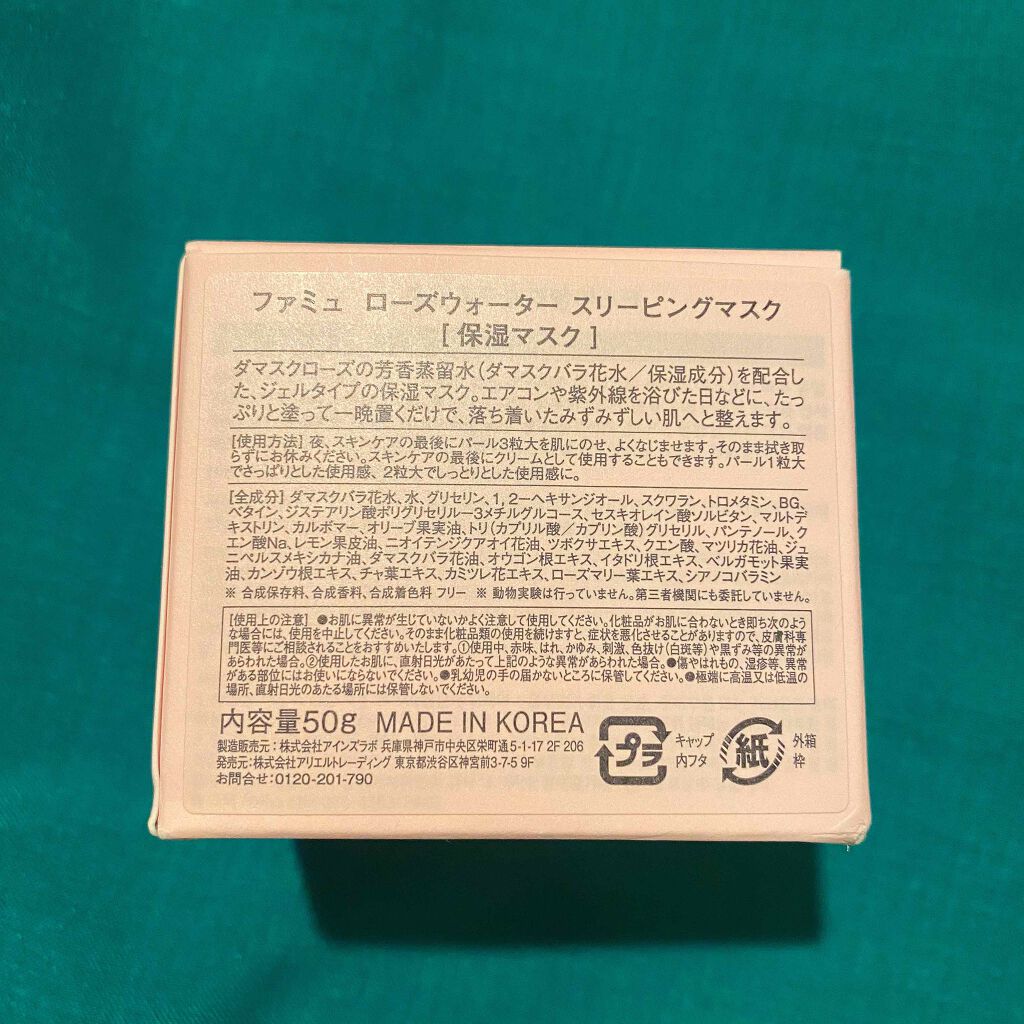 ファミュ ローズウォーター スリーピングマスク
[ 保湿マスク ]
ダマスクローズの芳香蒸留水(ダマスクバラ花水／保湿成分)を配合し
た、ジェルタイプの保湿マスク。エアコンや紫外線を浴びた日などに、たっ
ぷりと塗って一晩置くだけで、落ち着いたみずみずしい肌へと整えます。
[使用方法] 夜、スキンケアの最後にパール3粒大を肌にのせ、よくなじませます。そのまま拭き取
らずにお休みください。スキンケアの最後にクリームとして使用することもできます。パール1粒大
でさっぱりとした使用感、2粒大でしっとりとした使用感に。
[全成分] ダマスクバラ花水、水、グリセリン、1,2ーヘキサンジオール、スクワラン、トロメタミン、BG、
ベタイン、ジステアリン酸ポリグリセリルー3メチルグルコース、セスキオレイン酸ソルビタン、マルトデ
キストリン、カルボマー、オリーブ果実油、トリ(カプリル酸／カプリン酸)グリセリル、パンテノール、ク
エン酸Na、レモン果皮油、ニオイテンジクアオイ花油、ツボクサエキス、クエン酸、マツリカ花油、ジュ
ニペルスメキシカナ油、ダマスクバラ花油、オウゴン根エキス、イタドリ根エキス、ベルガモット果実
油、カンゾウ根エキス、チャ葉エキス、カミツレ花エキス、ローズマリー葉エキス、シアノコバラミン
※ 合成保存料、合成香料、合成着色料 フリー ※ 動物実験は行っていません。第三者機関にも委託していません。
[使用上の注意] ●お肌に異常が生じていないかよく注意して使用してください。化粧品がお肌に合わないとき即ち次のよう
な場合には、使用を中止してください。そのまま化粧品類の使用を続けますと、症状を悪化させることがありますので、皮膚科専
門医等にご相談されることをおすすめいたします。①使用中、赤味、はれ、かゆみ、刺激、色抜け(白斑等)や黒ずみ等の異常が
あらわれた場合。②使用したお肌に、直射日光があたって上記のような異常があらわれた場合。●傷やはれもの、湿疹等、異常
がある部位にはお使いにならないでください。●乳幼児の手の届かないところに保管してください。●極端に高温又は低温の
場所、直射日光のあたる場所には保管しないでください。
内容量50g MADE IN KOREA
製造販売元：株式会社アインズラボ 兵庫県神戸市中央区栄町通5-1-17 2F 206
発売元：株式会社アリエルトレーディング 東京都渋谷区神宮前3-7-5 9F
お問合せ：0120-201-790
プラ
キャップ
内フタ
紙
外箱
枠